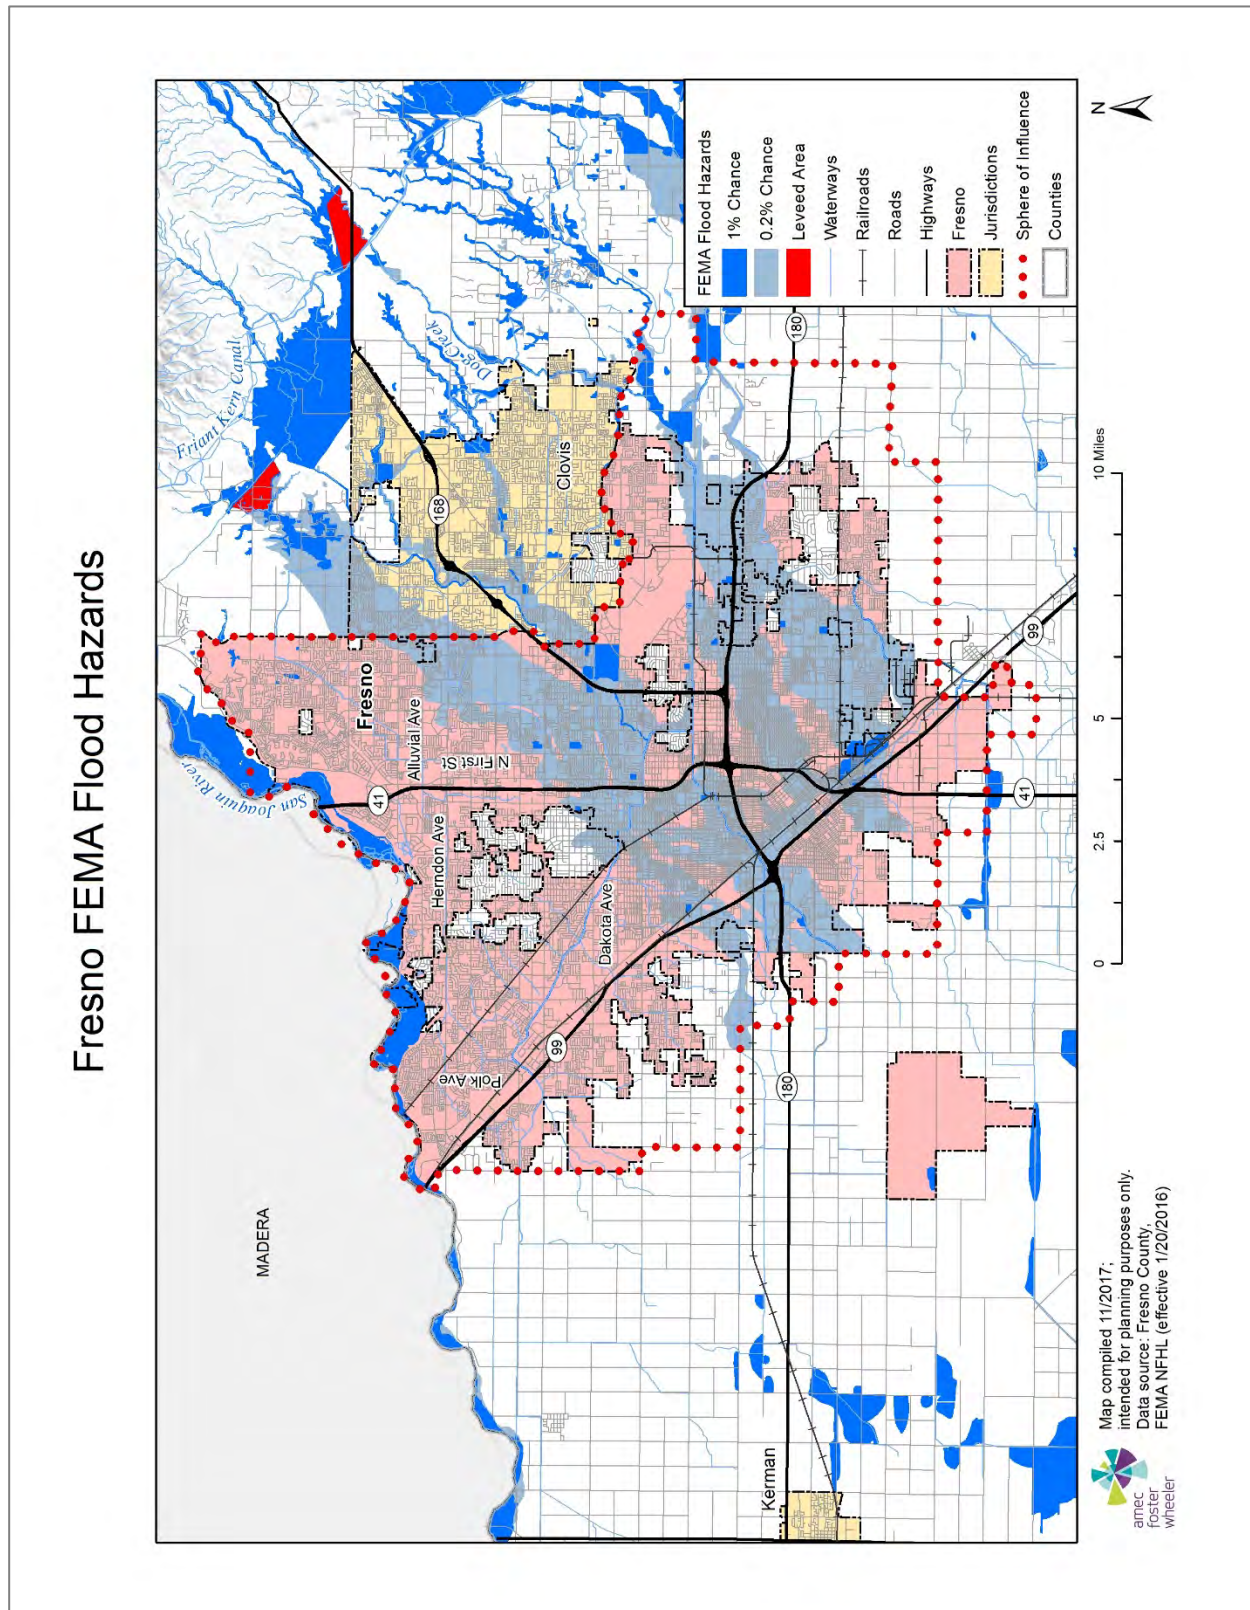 Fresno FEMA Flood Hazards
MADERA
San Joaquin River
Friant Kern Canal
Dog Creek
Fresno
Alluvial Ave
N First St
Herndon Ave
Polk Ave
Dakota Ave
Clovis
Kerman
41
168
99
180
180
41
99
FEMA Flood Hazards
1% Chance
0.2% Chance
Leveed Area
Waterways
Railroads
Roads
Highways
Fresno
Jurisdictions
Sphere of Influence
Counties
amec
foster
wheeler
Map compiled 11/2017;
intended for planning purposes only.
Data source: Fresno County,
FEMA NFHL (effective 1/20/2016)
0 2.5 5 10 Miles
N